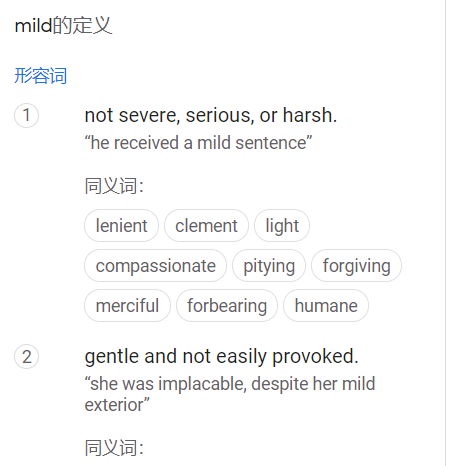 mild的定义
形容词
1
not severe, serious, or harsh.
“he received a mild sentence”
同义词：
lenient clement light
compassionate pitying forgiving
merciful forbearing humane
2
gentle and not easily provoked.
“she was implacable, despite her mild
exterior”
同义词：